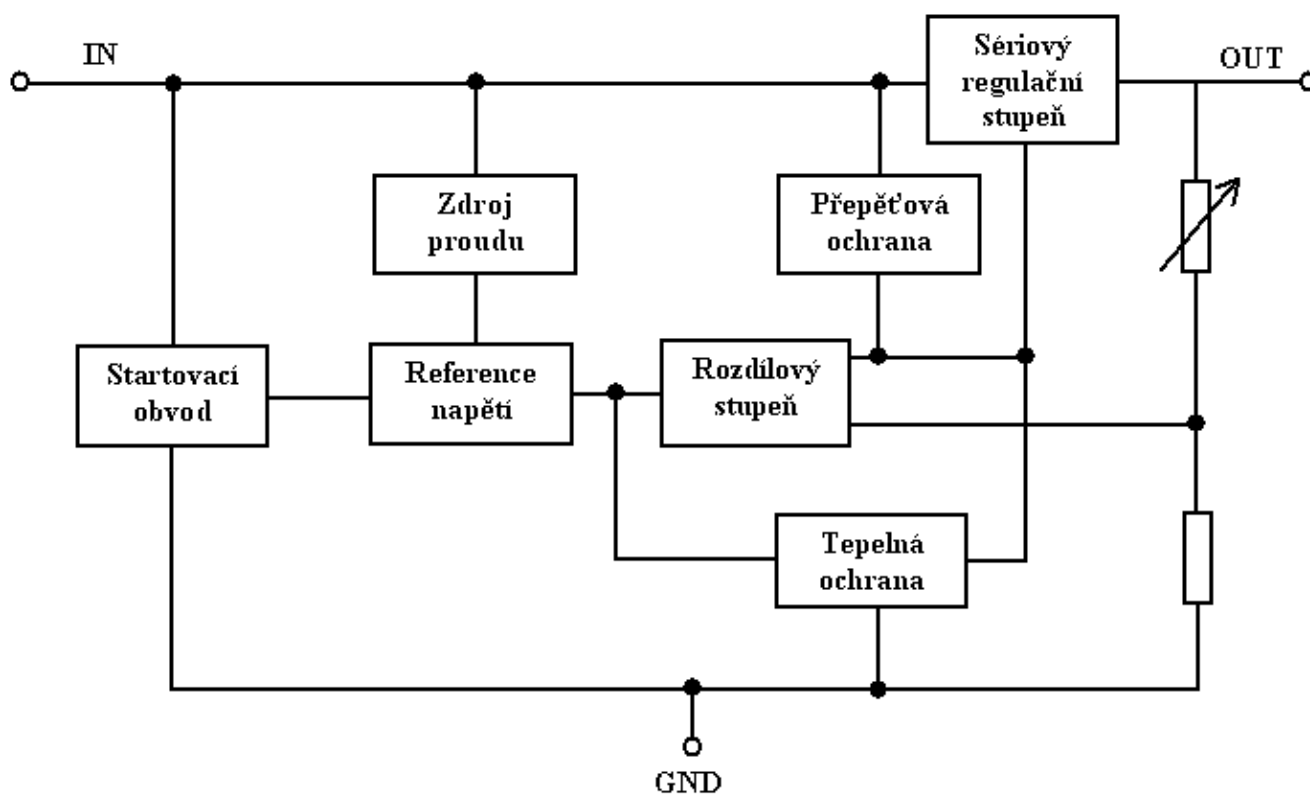 IN
Sériový
regulační
stupeň
OUT
Zdroj
proudu
Přepěťová
ochrana
Startovací
obvod
Reference
napětí
Rozdílový
stupeň
Tepelná
ochrana
GND